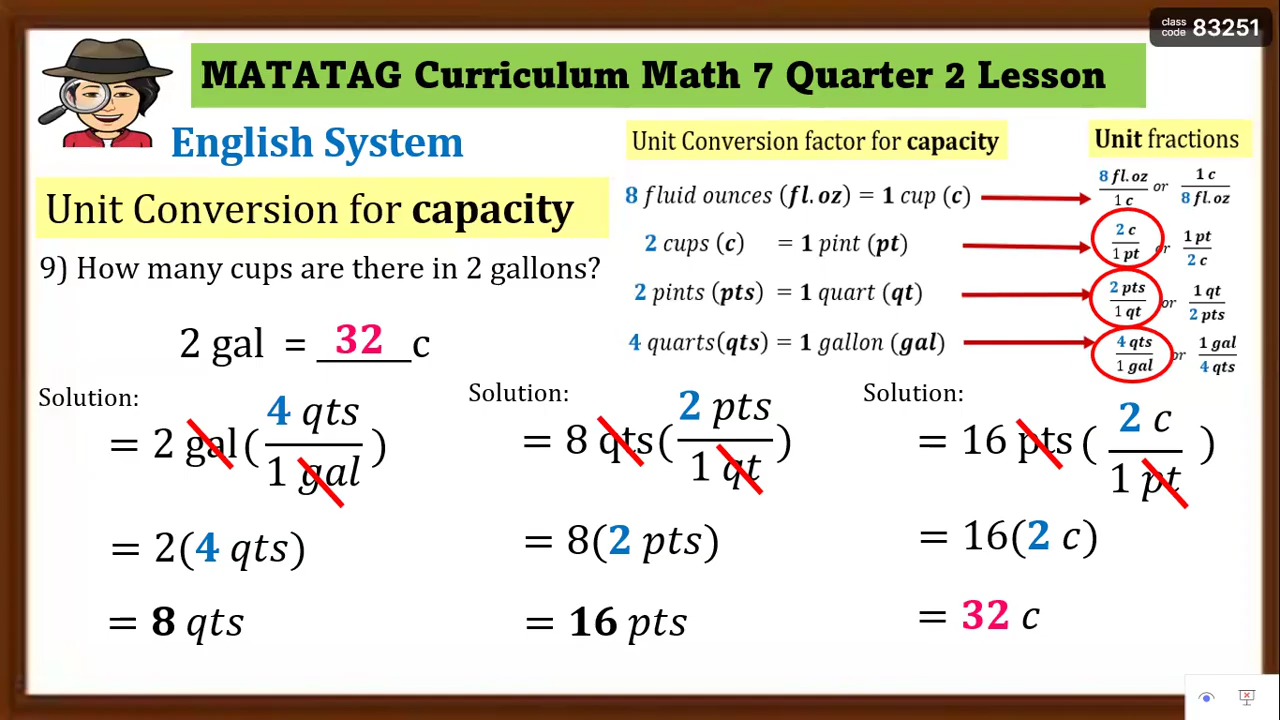 class code 83251
MATATAG Curriculum Math 7 Quarter 2 Lesson
English System
Unit Conversion for capacity
9) How many cups are there in 2 gallons?
2 gal = 32 c
Unit Conversion factor for capacity
Unit fractions
8 fluid ounces (fl.oz) = 1 cup (c)
8 fl.oz / 1 c or 1 c / 8 fl.oz
2 cups (c) = 1 pint (pt)
2 c / 1 pt or 1 pt / 2 c
2 pints (pts) = 1 quart (qt)
2 pts / 1 qt or 1 qt / 2 pts
4 quarts(qts) = 1 gallon (gal)
4 qts / 1 gal or 1 gal / 4 qts
Solution:
= 2 gal( 4 qts / 1 gal )
= 2(4 qts)
= 8 qts
Solution:
= 8 qts( 2 pts / 1 qt )
= 8(2 pts)
= 16 pts
Solution:
= 16 pts ( 2 c / 1 pt )
= 16(2 c)
= 32 c